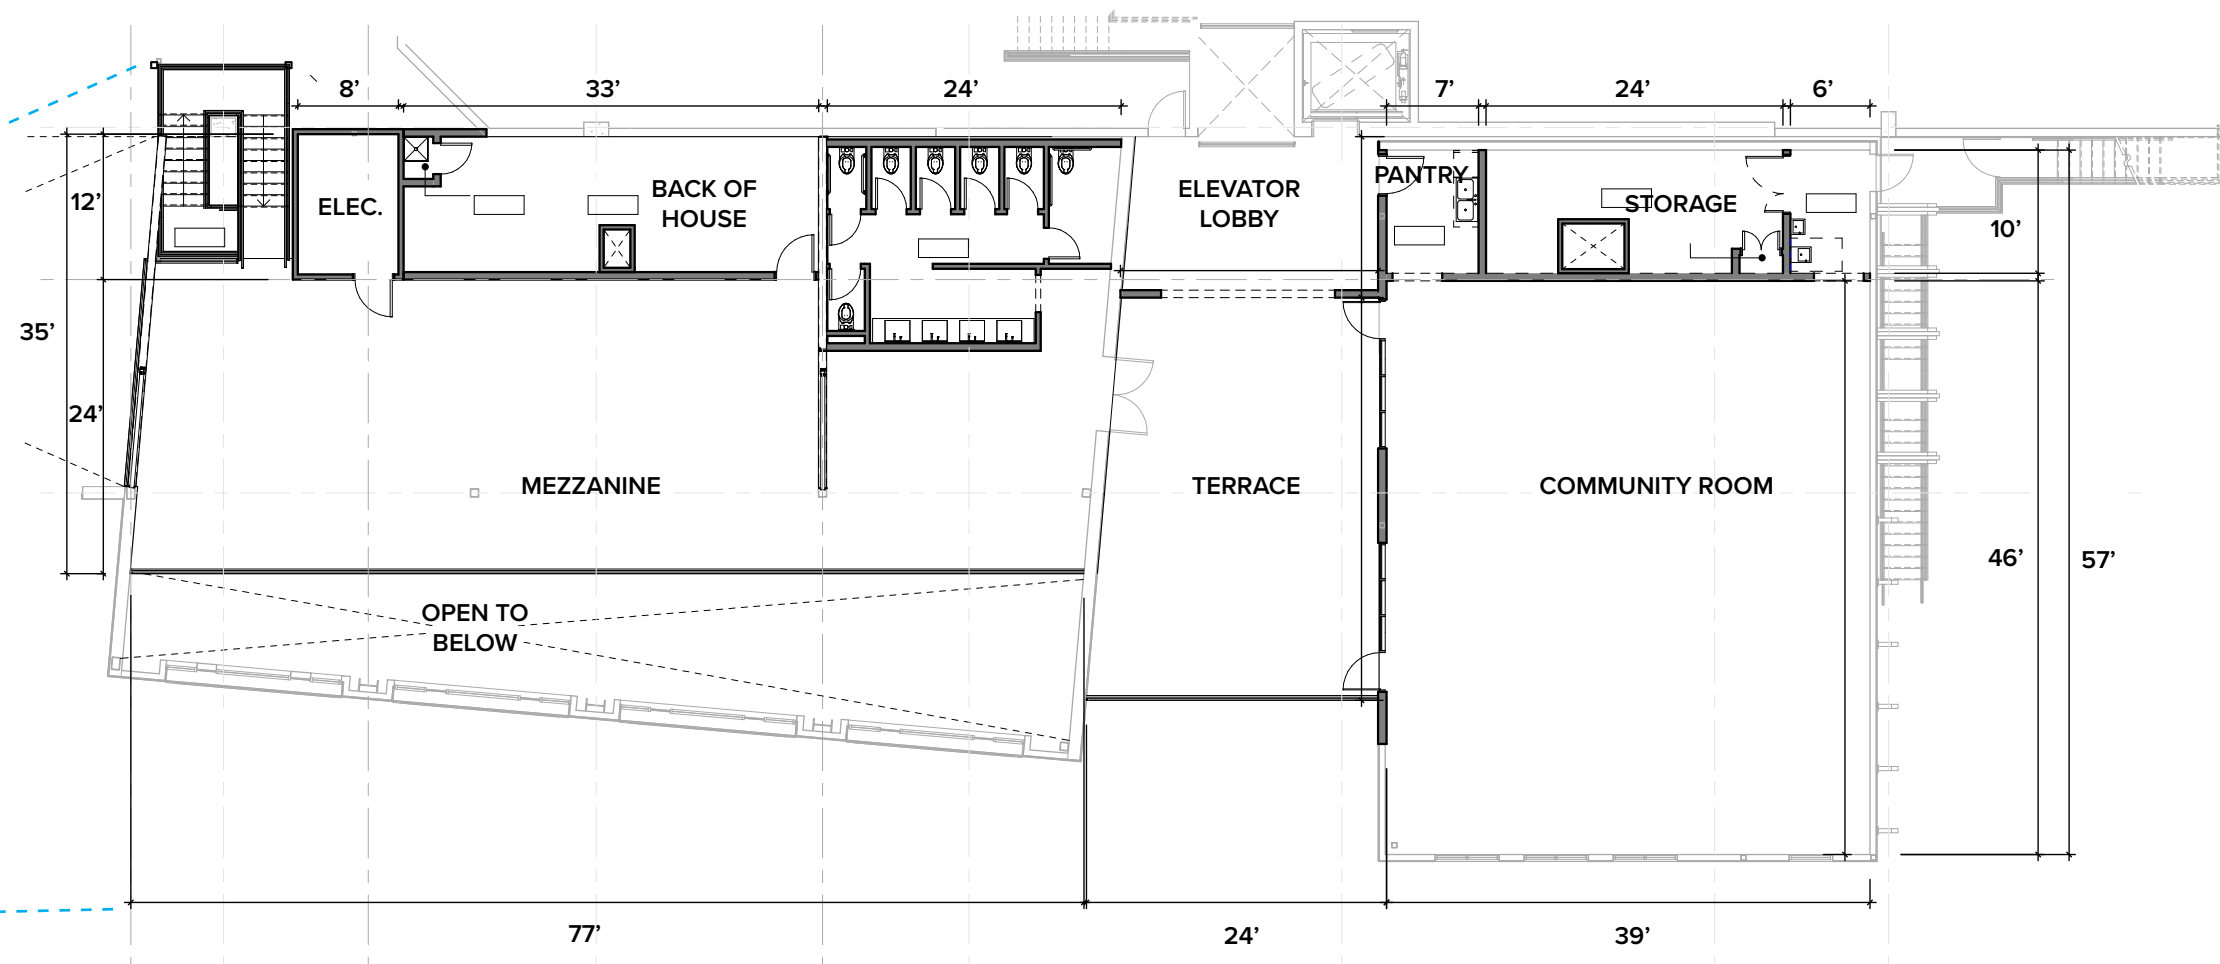 8’
33’
24’
7’
24’
6’
PANTRY
BACK OF
HOUSE
ELEVATOR
LOBBY
12’
ELEC.
STORAGE
10’
35’
24’
MEZZANINE
TERRACE
COMMUNITY ROOM
46’
57’
OPEN TO
BELOW
77’
24’
39’